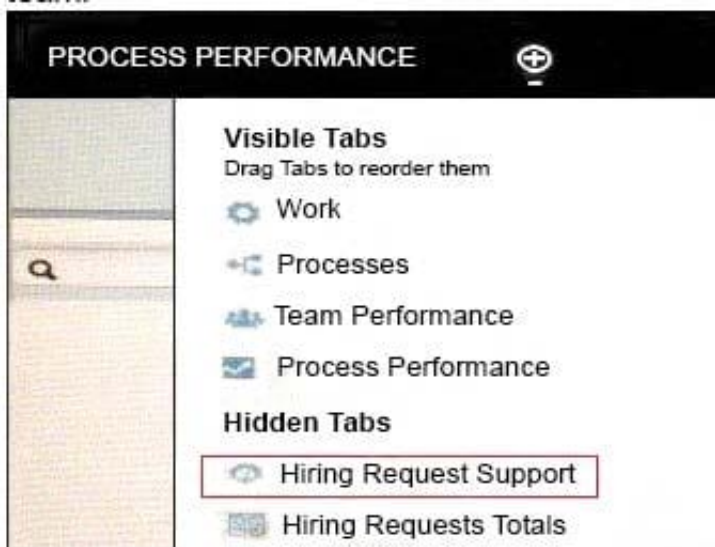 PROCESS PERFORMANCE
Visible Tabs
Drag Tabs to reorder them
Work
Processes
Team Performance
Process Performance
Hidden Tabs
Hiring Request Support
Hiring Requests Totals